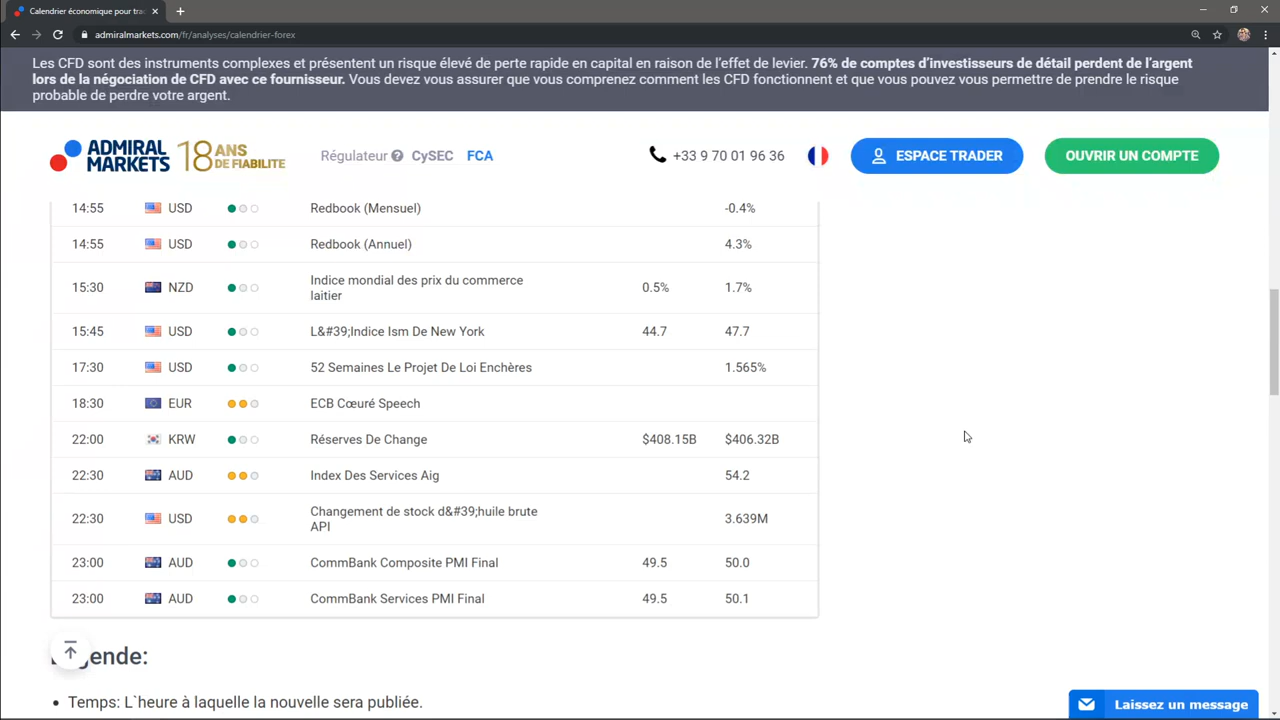 Calendrier économique pour tra
admiralmarkets.com/fr/analyses/calendrier-forex
Les CFD sont des instruments complexes et présentent un risque élevé de perte rapide en capital en raison de l'effet de levier. 76% de comptes d'investisseurs de détail perdent de l'argent
lors de la négociation de CFD avec ce fournisseur. Vous devez vous assurer que vous comprenez comment les CFD fonctionnent et que vous pouvez vous permettre de prendre le risque
probable de perdre votre argent.
ADMIRAL MARKETS 18 ANS DE FIABILITE Régulateur CySEC FCA +33 9 70 01 96 36 ESPACE TRADER OUVRIR UN COMPTE
14:55 USD Redbook (Mensuel) -0.4%
14:55 USD Redbook (Annuel) 4.3%
15:30 NZD Indice mondial des prix du commerce laitier 0.5% 1.7%
15:45 USD L&#39;Indice Ism De New York 44.7 47.7
17:30 USD 52 Semaines Le Projet De Loi Enchères 1.565%
18:30 EUR ECB Cœuré Speech
22:00 KRW Réserves De Change $408.15B $406.32B
22:30 AUD Index Des Services Aig 54.2
22:30 USD Changement de stock d&#39;huile brute API 3.639M
23:00 AUD CommBank Composite PMI Final 49.5 50.0
23:00 AUD CommBank Services PMI Final 49.5 50.1
gende:
• Temps: L`heure à laquelle la nouvelle sera publiée.
Laissez un message